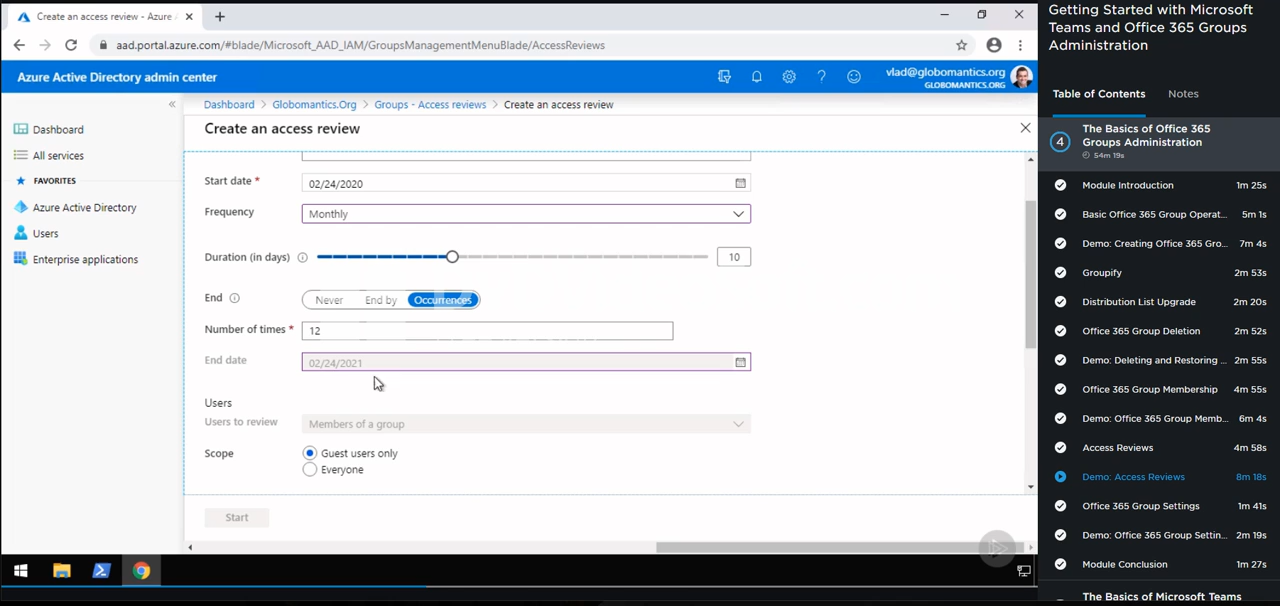 Create an access review - Azure A
aad.portal.azure.com/#blade/Microsoft_AAD_IAM/GroupsManagementMenuBlade/AccessReviews
Azure Active Directory admin center
vlad@globomantics.org
GLOBOMANTICS.ORG
Dashboard
All services
FAVORITES
Azure Active Directory
Users
Enterprise applications
Dashboard > Globomantics.Org > Groups - Access reviews > Create an access review
Create an access review
Start date *
02/24/2020
Frequency
Monthly
Duration (in days)
10
End
Never
End by
Occurrences
Number of times *
12
End date
02/24/2021
Users
Users to review
Members of a group
Scope
Guest users only
Everyone
Start
Getting Started with Microsoft
Teams and Office 365 Groups
Administration
Table of Contents
Notes
4
The Basics of Office 365
Groups Administration
54m 19s
Module Introduction 1m 25s
Basic Office 365 Group Operat... 5m 1s
Demo: Creating Office 365 Gro... 7m 4s
Groupify 2m 53s
Distribution List Upgrade 2m 20s
Office 365 Group Deletion 2m 52s
Demo: Deleting and Restoring ... 2m 55s
Office 365 Group Membership 4m 55s
Demo: Office 365 Group Memb... 6m 4s
Access Reviews 4m 58s
Demo: Access Reviews 8m 18s
Office 365 Group Settings 1m 41s
Demo: Office 365 Group Settin... 2m 19s
Module Conclusion 1m 27s
The Basics of Microsoft Teams